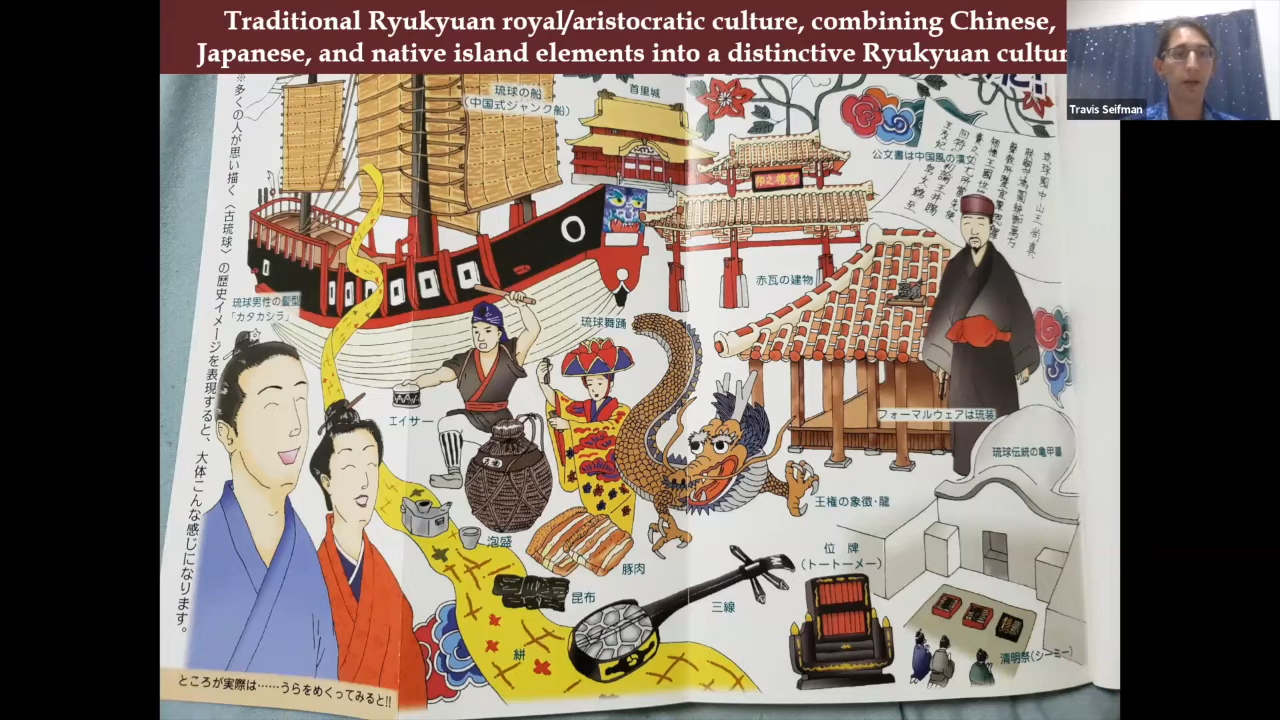 Traditional Ryukyuan royal/aristocratic culture, combining Chinese,
Japanese, and native island elements into a distinctive Ryukyuan cultur
Travis Seifman
※多くの人が思い描く〈古琉球〉の歴史イメージを表現すると、大体こんな感じになります。
琉球の船
(中国式ジャンク船)
首里城
守禮之邦
公文書は中国風の漢文
琉球男性の髪型
「カタカシラ」
赤瓦の建物
琉球舞踊
エイサー
フォーマルウェアは琉装
琉球伝統の亀甲墓
王権の象徴・龍
泡盛
豚肉
位牌
(トートーメー)
昆布
三線
絣
清明祭(シーミー)
ところが実際は……うらをめくってみると!!